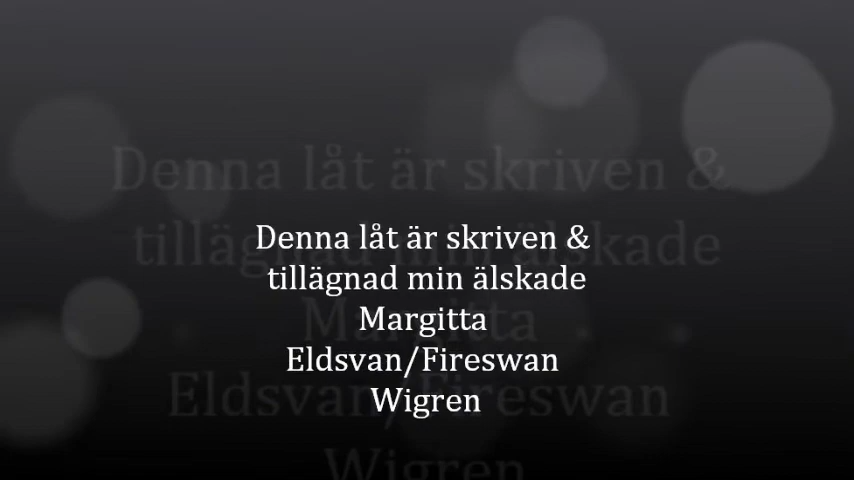 Denna låt är skriven &
tillägnad min älskade
Margitta
Eldsvan/Fireswan
Wigren